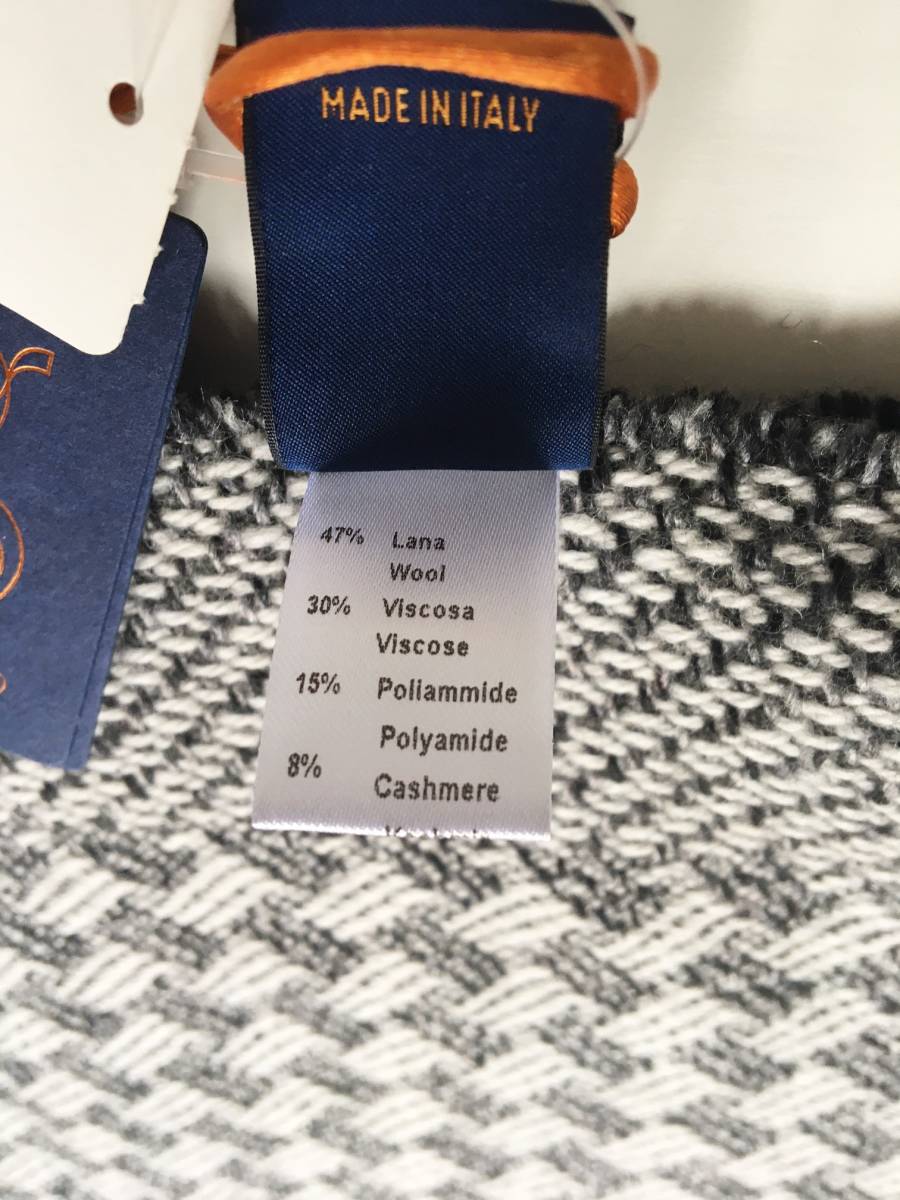 MADE IN ITALY
47% Lana
Wool
30% Viscosa
Viscose
15% Poliammide
Polyamide
8% Cashmere